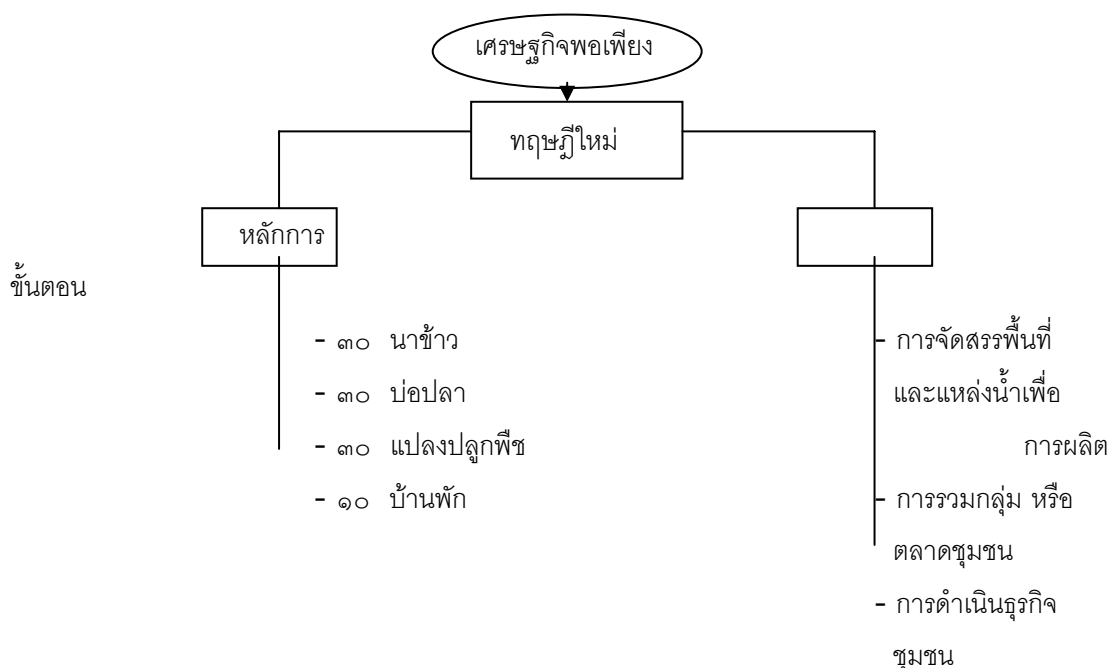 เศรษฐกิจพอเพียง
ทฤษฎีใหม่
หลักการ
ขั้นตอน
- ๓๐ นาข้าว
- ๓๐ บ่อปลา
- ๓๐ แปลงปลูกพืช
- ๑๐ บ้านพัก
- การจัดสรรพื้นที่
และแหล่งน้ำเพื่อ
การผลิต
- การรวมกลุ่ม หรือ
ตลาดชุมชน
- การดำเนินธุรกิจ
ชุมชน